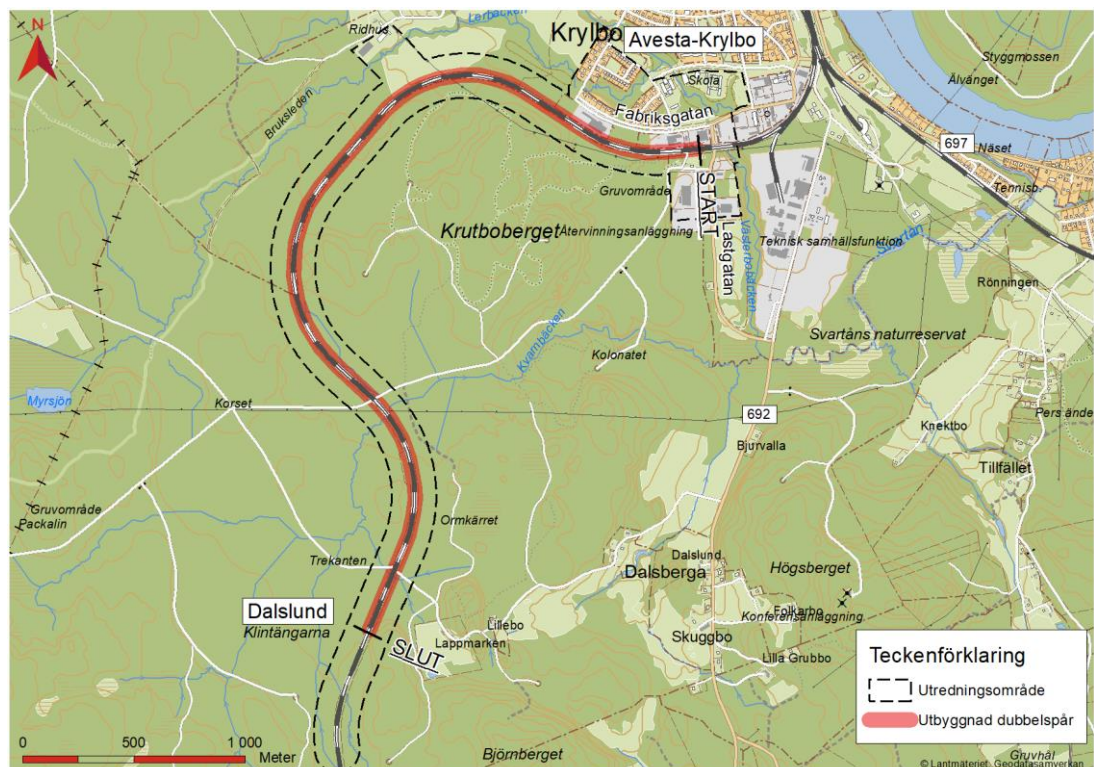 N
Ridhus
Lerbäcken
Krylbo
Avesta-Krylbo
Skola
Styggmossen
Älvänget
Bruksleden
Fabriksgatan
697
Näset
Tennisb.
START
Gruvområde
Krutboberget
Återvinningsanläggning
Lastgatan
Västerbobäcken
Teknisk samhällsfunktion
Svartån
Rönningen
Kvarnbäcken
Kolonatet
Svartåns naturreservat
Myrsjön
Korset
692
Bjurvalla
Knektbo
Pers ände
Tillfället
Gruvområde
Packalin
Ormkärret
Trekanten
Dalslund
Dalsberga
Högsberget
Dalslund
Klintängarna
Lillebo
Folkarbo
Konferensanläggning
SLUT
Lappmarken
Skuggbo
Lilla Grubbo
Teckenförklaring
Utredningsområde
Utbyggnad dubbelspår
0 500 1 000
Meter
Björnberget
Gruvhål
© Lantmäteriet, Geodatasamverkan